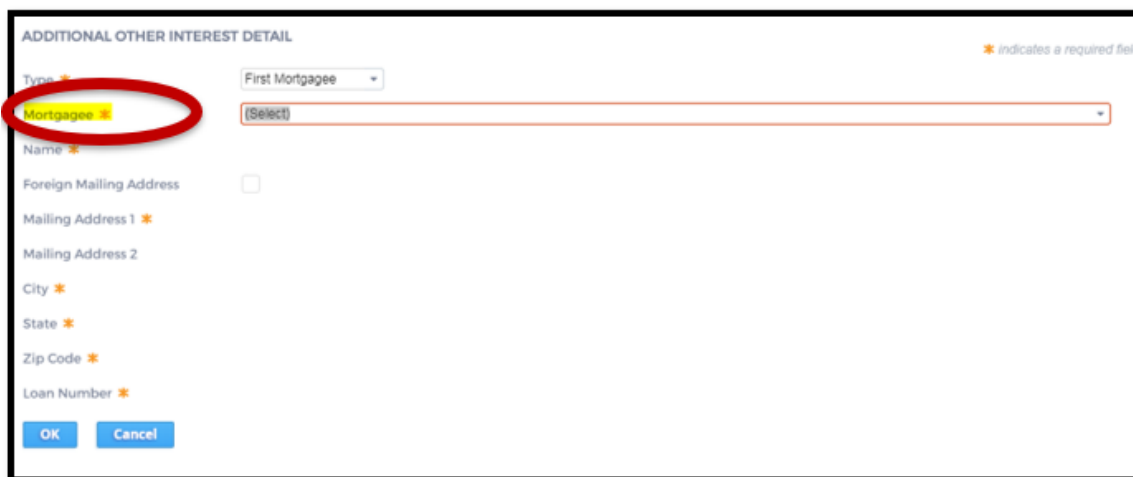 ADDITIONAL OTHER INTEREST DETAIL
* indicates a required fiel
Type *
First Mortgagee
Mortgagee *
(Select)
Name *
Foreign Mailing Address
Mailing Address 1 *
Mailing Address 2
City *
State *
Zip Code *
Loan Number *
OK
Cancel